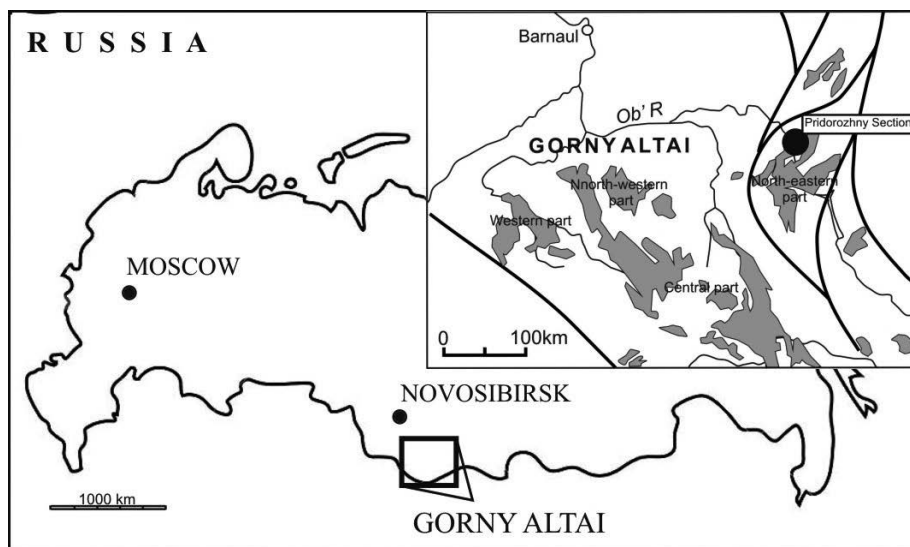 RUSSIA
Barnaul
Ob' R
Pridorozhny Section
GORNY ALTAI
Nnorth-western
part
North-eastern
part
Western part
Central part
0 100km
MOSCOW
NOVOSIBIRSK
1000 km
GORNY ALTAI